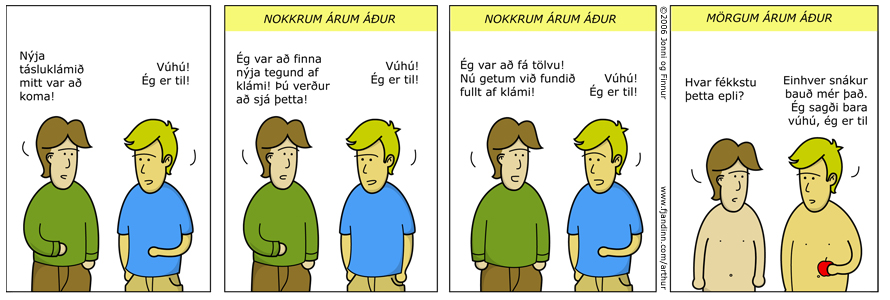 Nýja
tásluklámið
mitt var að
koma!
Vúhú!
Ég er til!
NOKKRUM ÁRUM ÁÐUR
Ég var að finna
nýja tegund af
klámi! Þú verður
að sjá þetta!
Vúhú!
Ég er til!
NOKKRUM ÁRUM ÁÐUR
Ég var að fá tölvu!
Nú getum við fundið
fullt af klámi!
Vúhú!
Ég er til!
©2006 Jonni og Finnur
www.fjandinn.com/arthur
MÖRGUM ÁRUM ÁÐUR
Hvar fékkstu
þetta epli?
Einhver snákur
bauð mér það.
Ég sagði bara
vúhú, ég er til